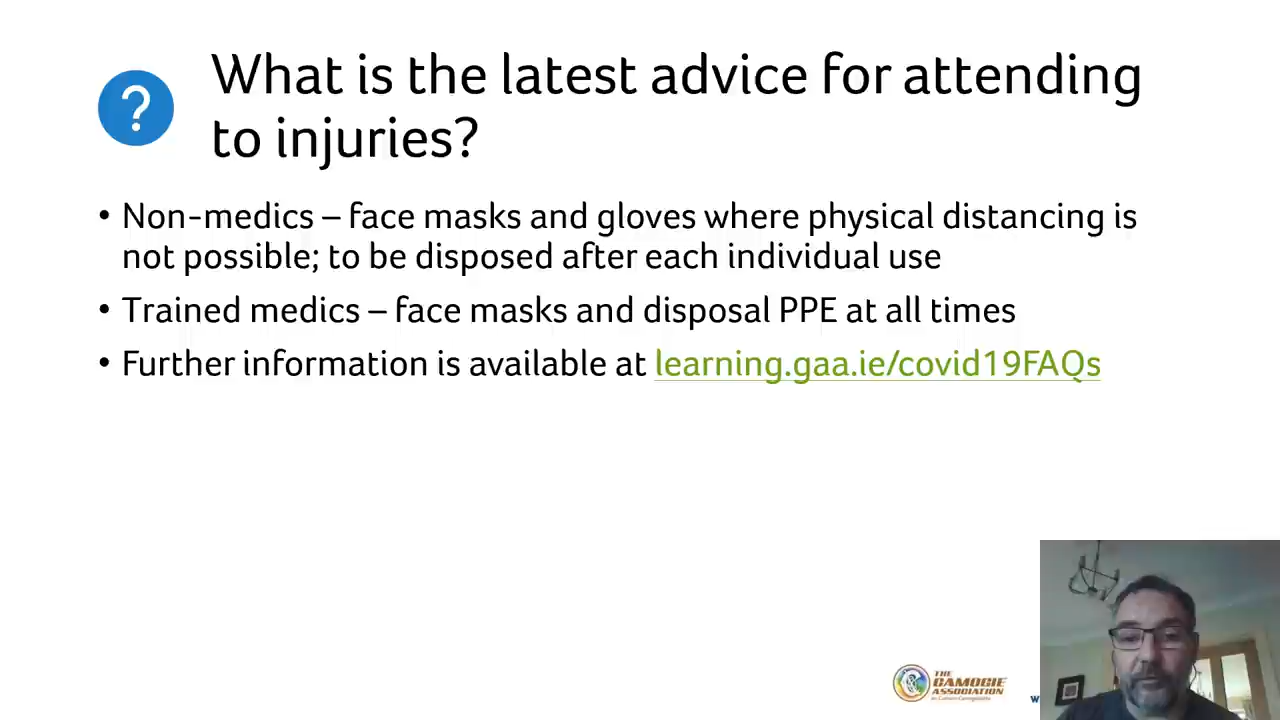 What is the latest advice for attending
to injuries?
• Non-medics – face masks and gloves where physical distancing is
not possible; to be disposed after each individual use
• Trained medics – face masks and disposal PPE at all times
• Further information is available at learning.gaa.ie/covid19FAQs
THE
CAMOGIE
ASSOCIATION